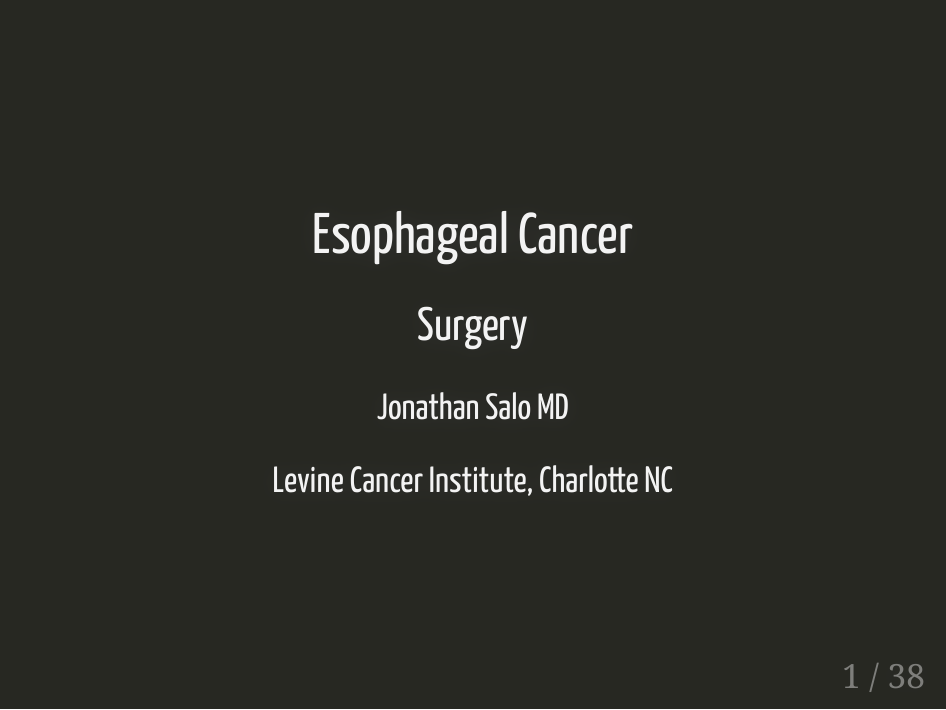 Esophageal Cancer
Surgery
Jonathan Salo MD
Levine Cancer Institute, Charlotte NC
1 / 38